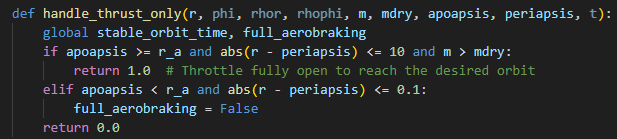 def handle_thrust_only(r, phi, rhor, rhophi, m, mdry, apoapsis, periapsis, t):
    global stable_orbit_time, full_aerobraking
    if apoapsis >= r_a and abs(r - periapsis) <= 10 and m > mdry:
        return 1.0  # Throttle fully open to reach the desired orbit
    elif apoapsis < r_a and abs(r - periapsis) <= 0.1:
        full_aerobraking = False
    return 0.0